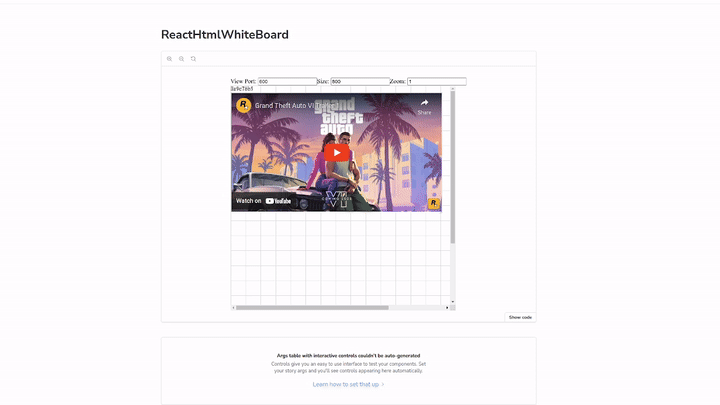 ReactHtmlWhiteBoard
View Port: 800 Size: 800 Zoom: 1
Grand Theft Auto VI
Share
grand
theft
auto
VI
Watch on YouTube
Show code
Args table with interactive controls couldn't be auto-generated
Controls give you an easy to use interface to test your components. Set
your story args and you'll see controls appearing here automatically.
Learn how to set that up